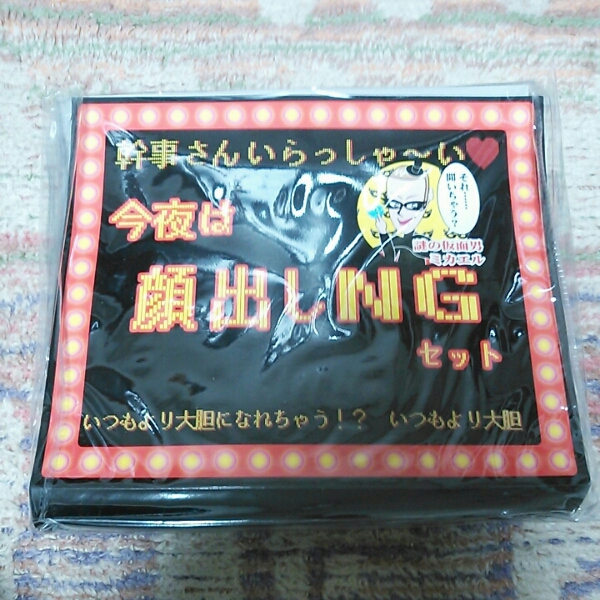 幹事さんいらっしゃ〜い♥
それ……
聞いちゃう？
今夜は
謎の仮面男
ミカエル
顔出しNG
セット
いつもより大胆になれちゃう！？ いつもより大胆